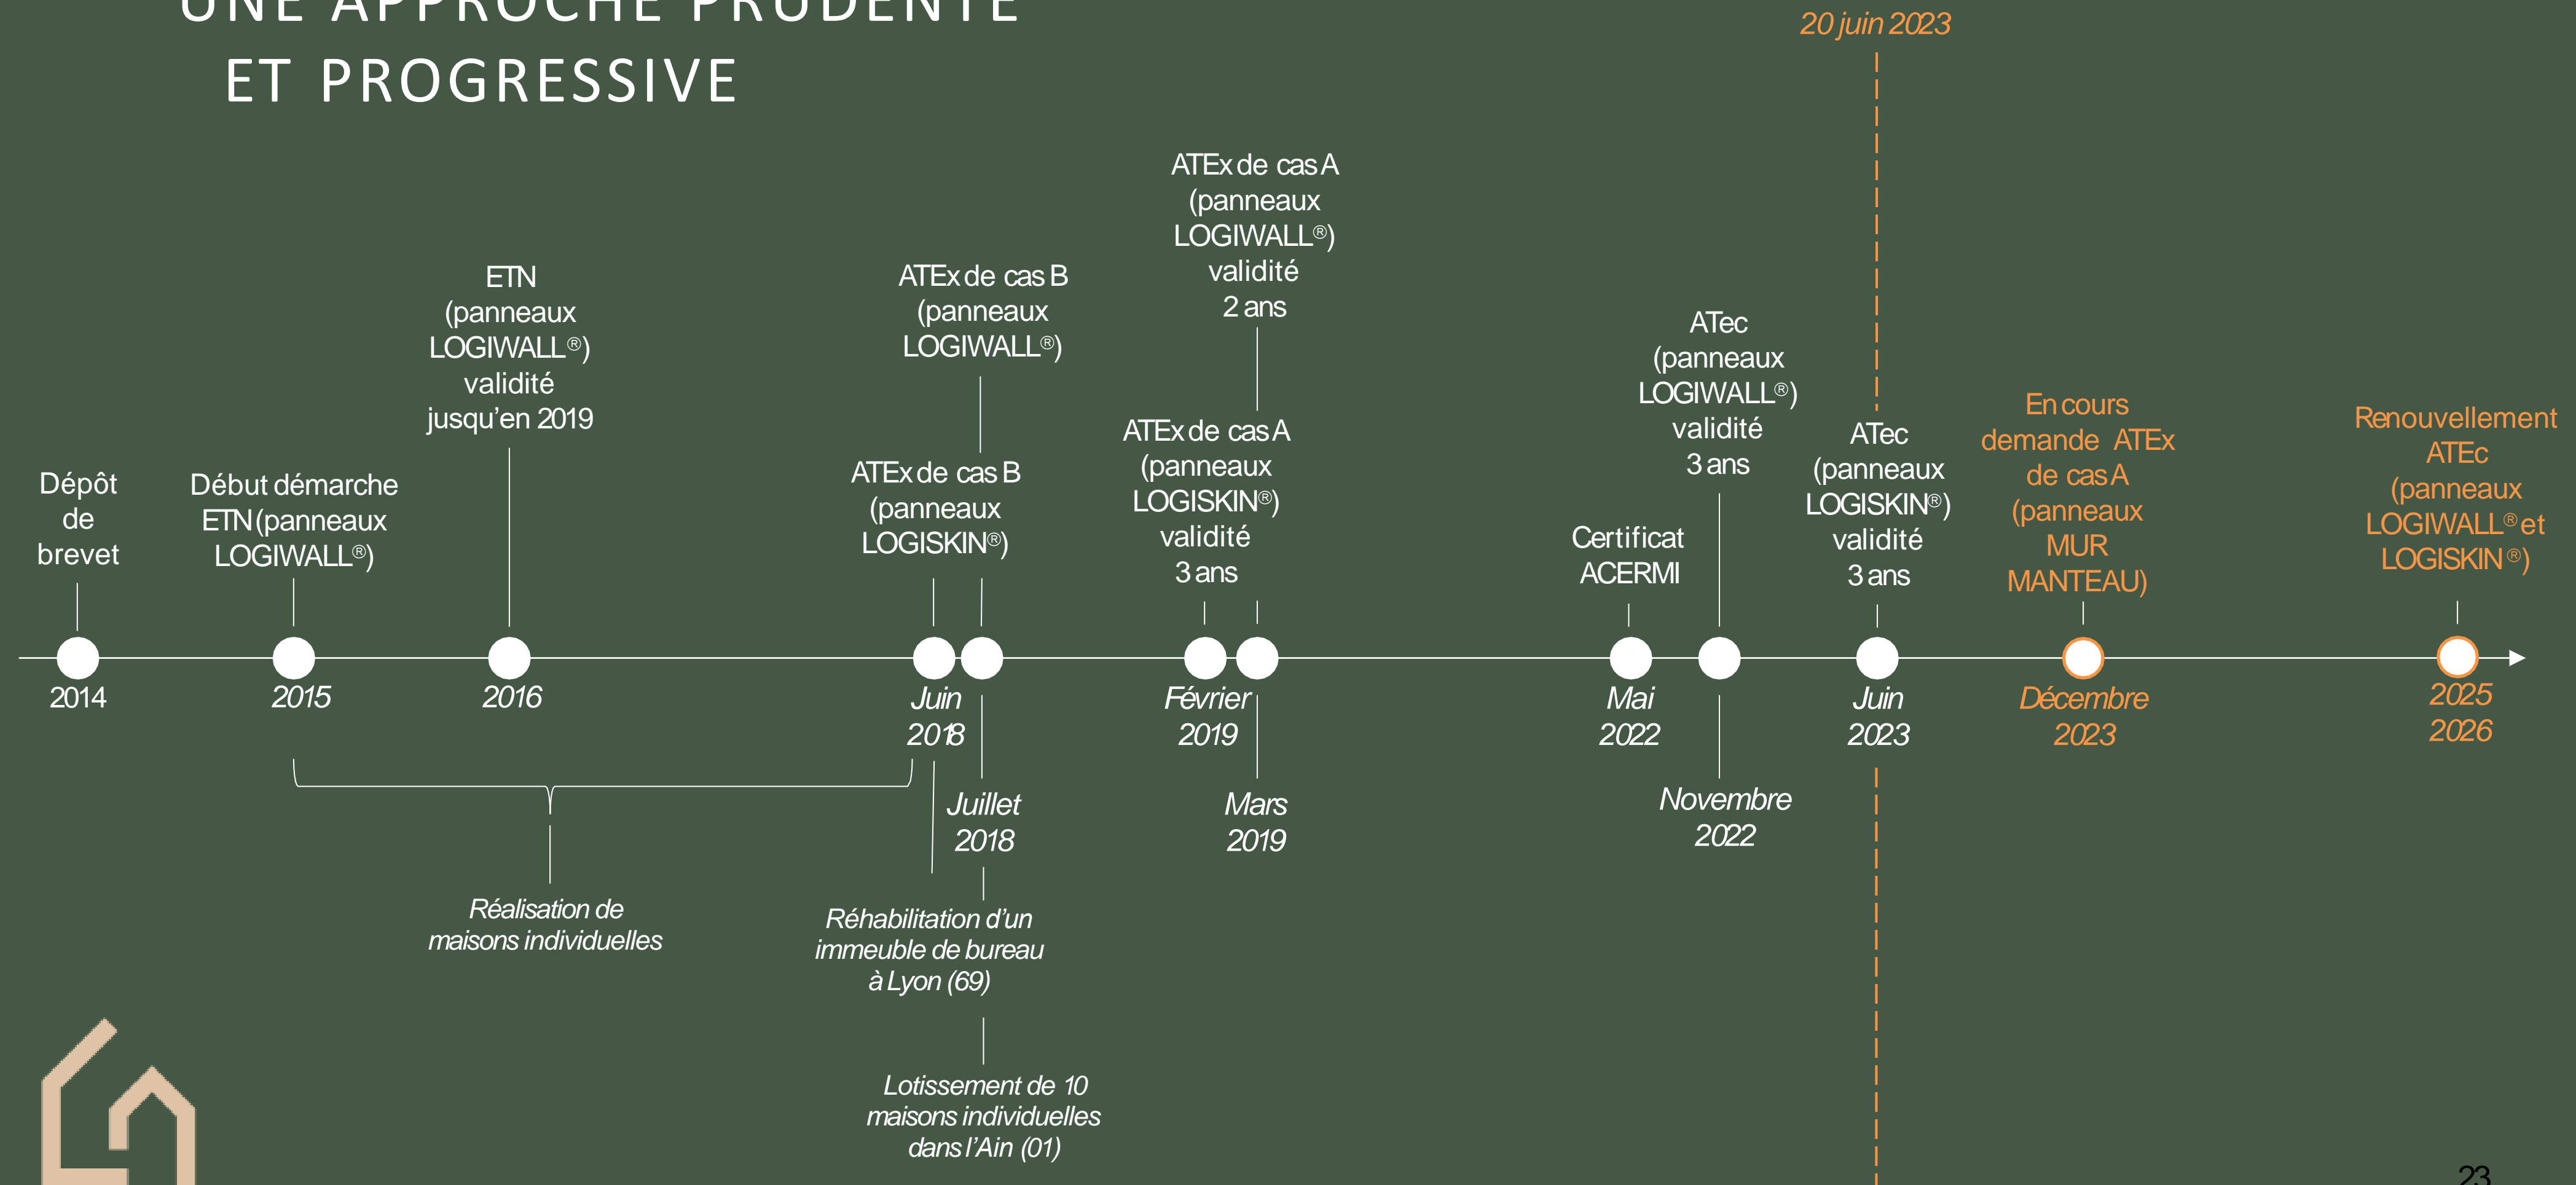 UNE APPROCHE PRUDENTE
ET PROGRESSIVE
20 juin 2023
Dépôt
de
brevet
2014
Début démarche
ETN (panneaux
LOGIWALL®)
2015
ETN
(panneaux
LOGIWALL®)
validité
jusqu’en 2019
2016
Réalisation de
maisons individuelles
ATEx de cas B
(panneaux
LOGISKIN®)
Juin
2018
Réhabilitation d’un
immeuble de bureau
à Lyon (69)
ATEx de cas B
(panneaux
LOGIWALL®)
Juillet
2018
Lotissement de 10
maisons individuelles
dans l’Ain (01)
ATEx de cas A
(panneaux
LOGISKIN®)
validité
3 ans
Février
2019
ATEx de cas A
(panneaux
LOGIWALL®)
validité
2 ans
Mars
2019
Certificat
ACERMI
Mai
2022
ATec
(panneaux
LOGIWALL®)
validité
3 ans
Novembre
2022
ATec
(panneaux
LOGISKIN®)
validité
3 ans
Juin
2023
En cours
demande ATEx
de cas A
(panneaux
MUR
MANTEAU)
Décembre
2023
Renouvellement
ATEc
(panneaux
LOGIWALL® et
LOGISKIN®)
2025
2026
23